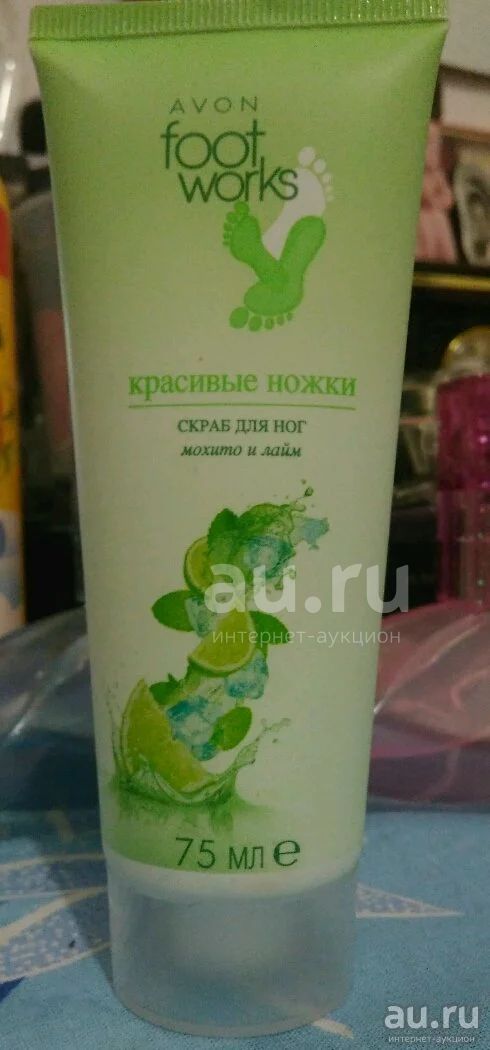 AVON
foot
works
красивые ножки
СКРАБ ДЛЯ НОГ
мохито и лайм
au.ru
интернет-аукцион
75 мл e
au.ru
интернет-аукцион